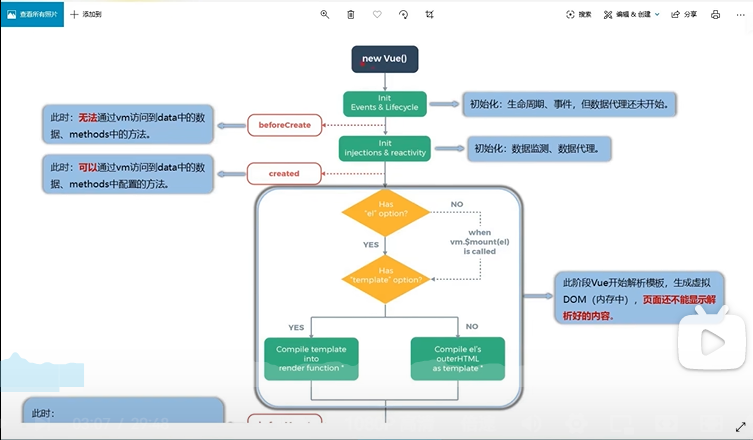 查看所有照片
添加到
搜索
编辑 & 创建
分享
new Vue()
Init
Events & Lifecycle
初始化：生命周期、事件，但数据代理还未开始。
此时：无法通过vm访问到data中的数
据、methods中的方法。
beforeCreate
Init
injections & reactivity
初始化：数据监测、数据代理。
此时：可以通过vm访问到data中的数
据、methods中配置的方法。
created
Has
"el" option?
NO
when
vm.$mount(el)
is called
YES
Has
"template" option?
此阶段Vue开始解析模板，生成虚拟
DOM（内存中），页面还不能显示解
析好的内容。
YES
NO
Compile template
into
render function *
Compile el's
outerHTML
as template *
此时：